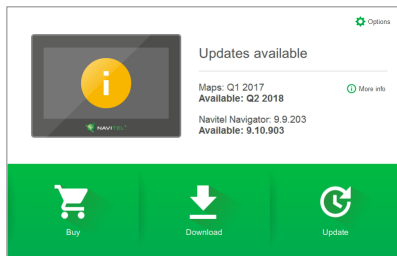 Options
Updates available
Maps: Q1 2017
Available: Q2 2018
More info
Navitel Navigator: 9.9.203
Available: 9.10.903
NAVITEL
Buy
Download
Update